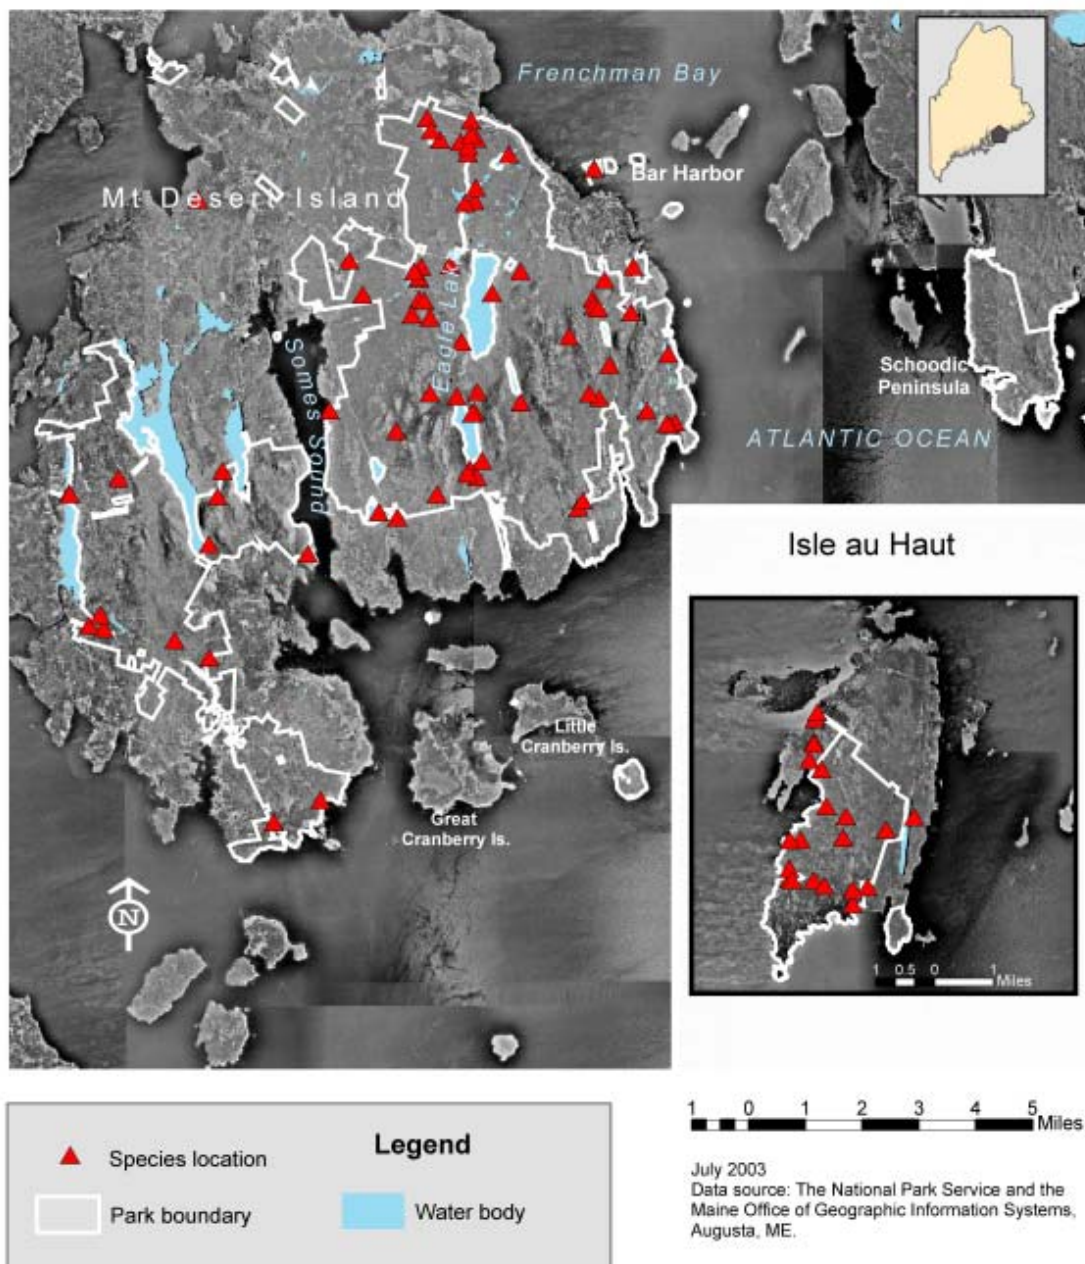 Frenchman Bay
Bar Harbor
Mt Desert Island
Eagle Lak
Somes Sound
Schoodic
Peninsula
ATLANTIC OCEAN
Isle au Haut
Little
Cranberry Is.
Great
Cranberry Is.
N
1 0.5 0 1
Miles
Legend
Species location
Park boundary
Water body
1 0 1 2 3 4 5
Miles
July 2003
Data source: The National Park Service and the
Maine Office of Geographic Information Systems,
Augusta, ME.